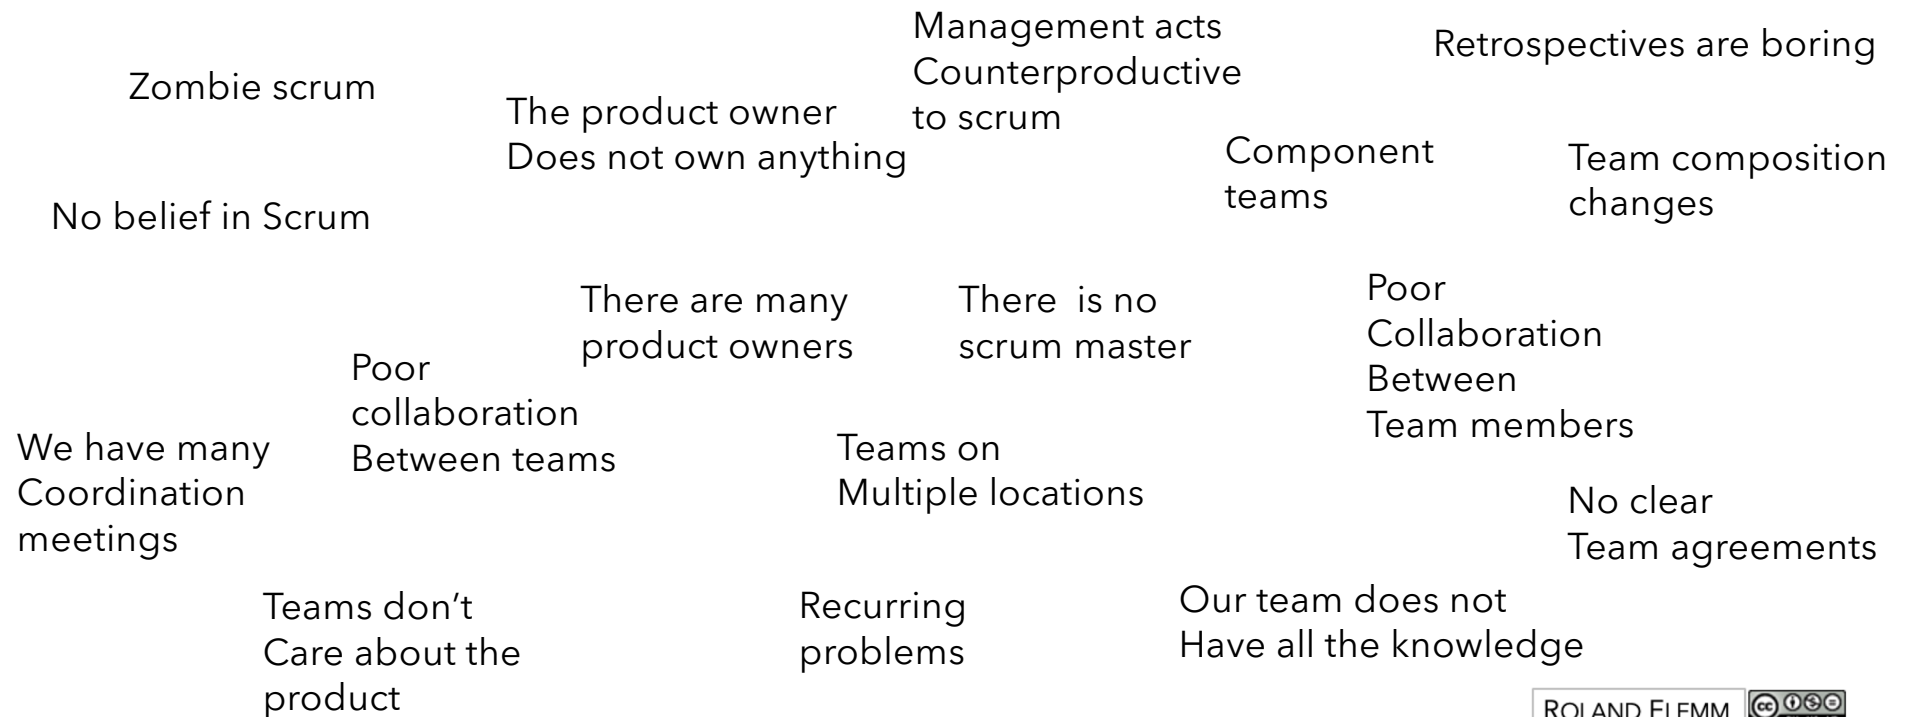 Zombie scrum
The product owner
Does not own anything
Management acts
Counterproductive
to scrum
Retrospectives are boring
Component
teams
Team composition
changes
No belief in Scrum
There are many
product owners
There  is no
scrum master
Poor
Collaboration
Between
Team members
Poor
collaboration
Between teams
We have many
Coordination
meetings
Teams on
Multiple locations
No clear
Team agreements
Teams don’t
Care about the
product
Recurring
problems
Our team does not
Have all the knowledge
ROLAND FLEMM
cc